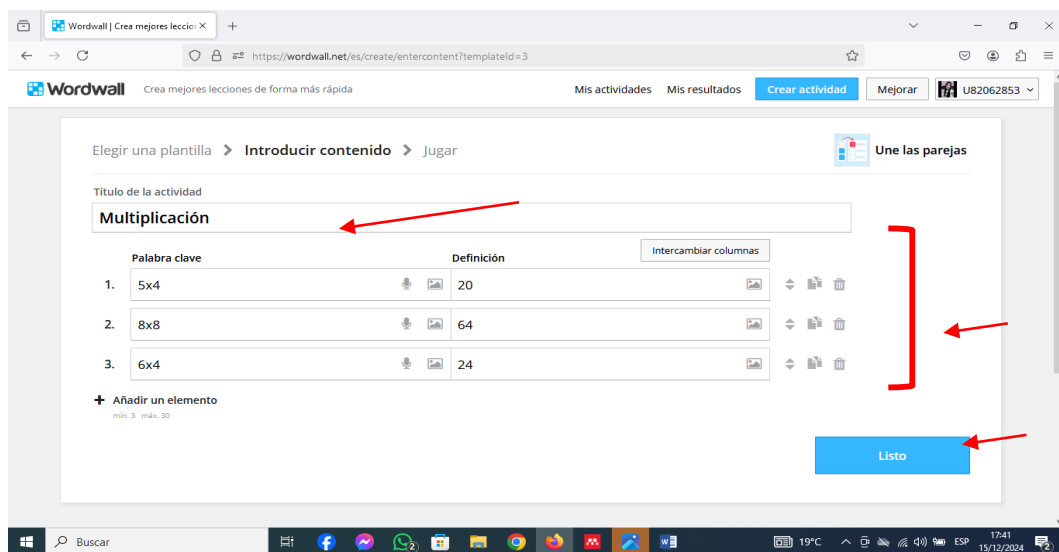 Wordwall | Crea mejores leccion
https://wordwall.net/es/create/entercontent?templateId=3
Wordwall Crea mejores lecciones de forma más rápida Mis actividades Mis resultados Crear actividad Mejorar U82062853
Elegir una plantilla Introducir contenido Jugar Une las parejas
Título de la actividad
Multiplicación
Palabra clave Definición Intercambiar columnas
1. 5x4 20
2. 8x8 64
3. 6x4 24
+ Añadir un elemento
mín. 3 máx. 30
Listo
Buscar 2 19°C ESP 17:41
15/12/2024 2